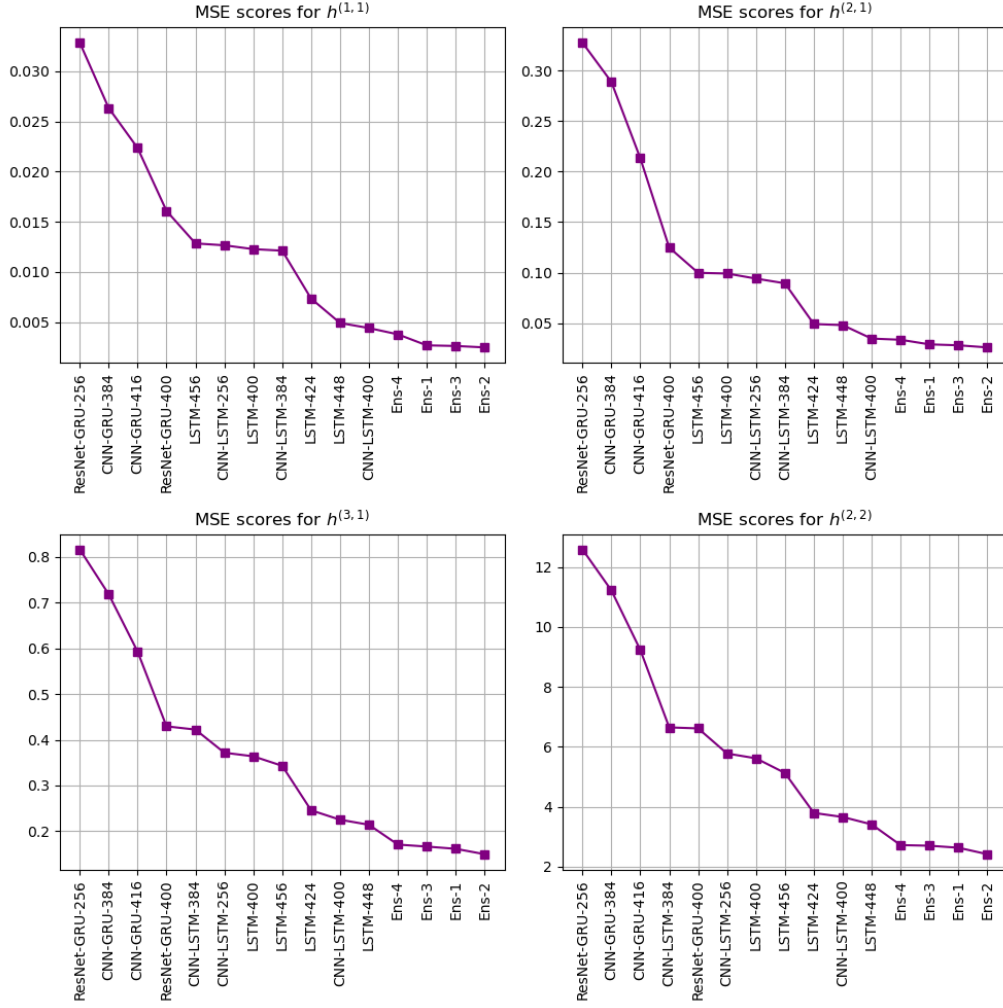 MSE scores for h^(1,1)
0.030
0.025
0.020
0.015
0.010
0.005
ResNet-GRU-256
CNN-GRU-384
CNN-GRU-416
ResNet-GRU-400
LSTM-456
CNN-LSTM-256
LSTM-400
CNN-LSTM-384
LSTM-424
LSTM-448
CNN-LSTM-400
Ens-4
Ens-1
Ens-3
Ens-2
MSE scores for h^(2,1)
0.30
0.25
0.20
0.15
0.10
0.05
ResNet-GRU-256
CNN-GRU-384
CNN-GRU-416
ResNet-GRU-400
LSTM-456
LSTM-400
CNN-LSTM-256
CNN-LSTM-384
LSTM-424
LSTM-448
CNN-LSTM-400
Ens-4
Ens-1
Ens-3
Ens-2
MSE scores for h^(3,1)
0.8
0.7
0.6
0.5
0.4
0.3
0.2
ResNet-GRU-256
CNN-GRU-384
CNN-GRU-416
ResNet-GRU-400
CNN-LSTM-384
CNN-LSTM-256
LSTM-400
LSTM-456
LSTM-424
CNN-LSTM-400
LSTM-448
Ens-4
Ens-3
Ens-1
Ens-2
MSE scores for h^(2,2)
12
10
8
6
4
2
ResNet-GRU-256
CNN-GRU-384
CNN-GRU-416
CNN-LSTM-384
ResNet-GRU-400
CNN-LSTM-256
LSTM-400
LSTM-456
LSTM-424
CNN-LSTM-400
LSTM-448
Ens-4
Ens-3
Ens-1
Ens-2